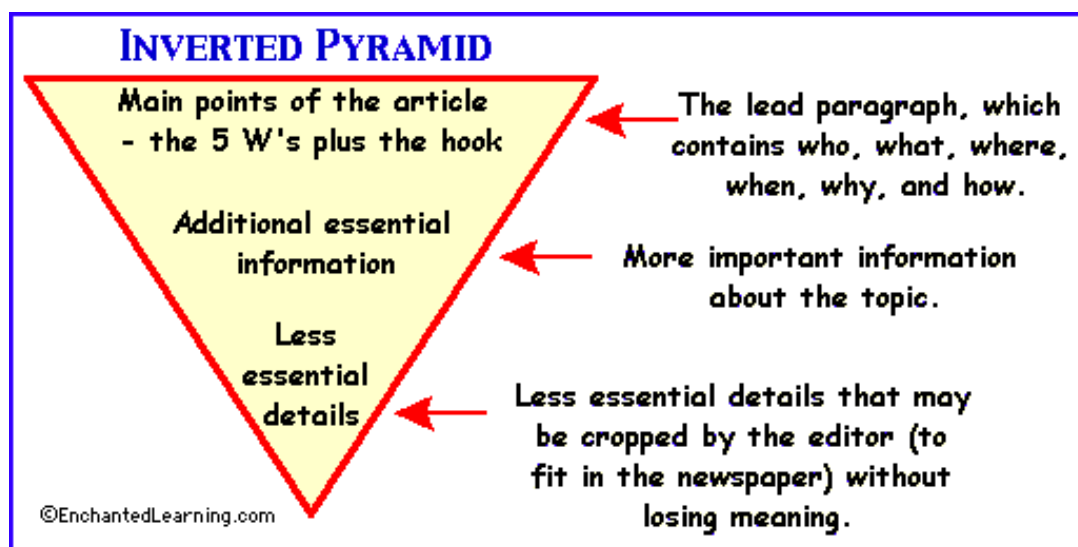 INVERTED PYRAMID
Main points of the article
- the 5 W's plus the hook
The lead paragraph, which
contains who, what, where,
when, why, and how.
Additional essential
information
More important information
about the topic.
Less
essential
details
Less essential details that may
be cropped by the editor (to
fit in the newspaper) without
losing meaning.
©EnchantedLearning.com